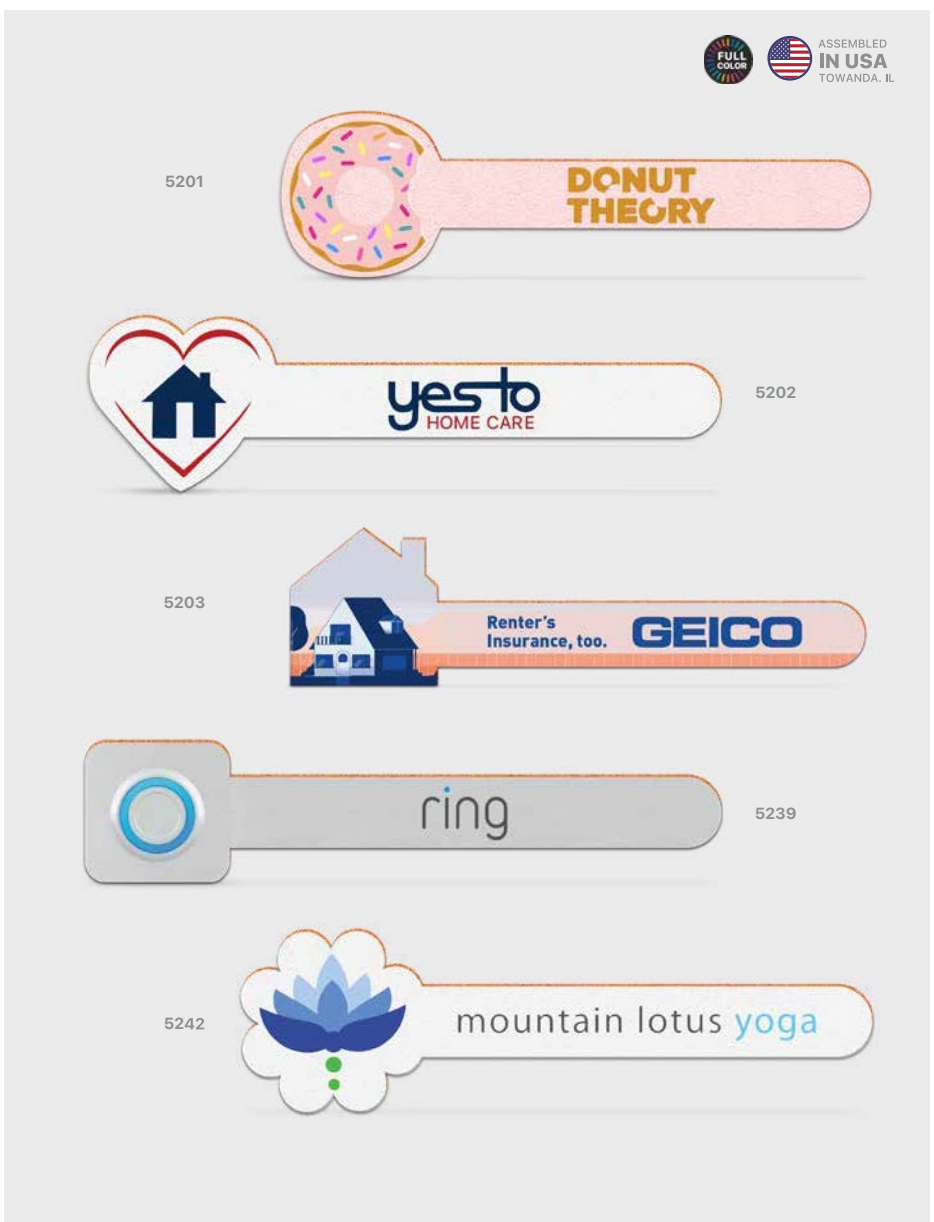 FULL
COLOR
ASSEMBLED
IN USA
TOWANDA. IL
5201
DONUT
THEORY
yes to
HOME CARE
5202
5203
Renter's
Insurance, too.
GEICO
ring
5239
5242
mountain lotus yoga